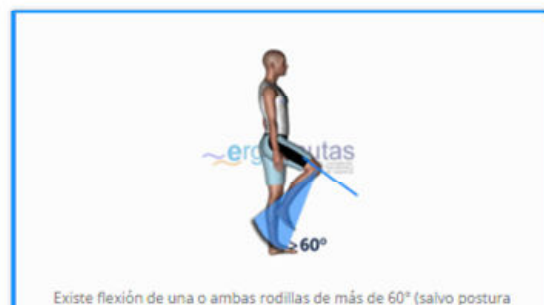 ergonautas
>60°
Existe flexión de una o ambas rodillas de más de 60° (salvo postura